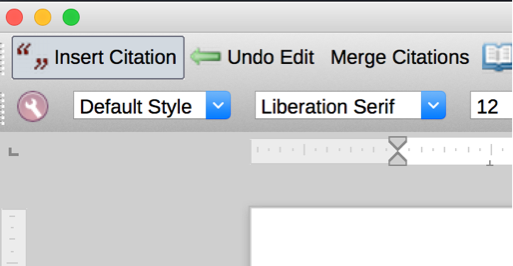 Insert Citation Undo Edit Merge Citations
Default Style Liberation Serif 12